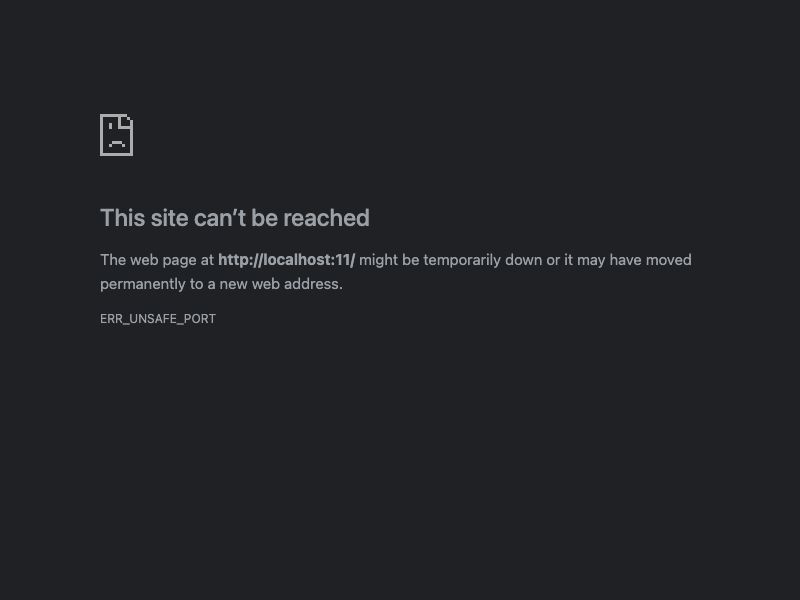 This site can’t be reached
The web page at http://localhost:11/ might be temporarily down or it may have moved
permanently to a new web address.
ERR_UNSAFE_PORT